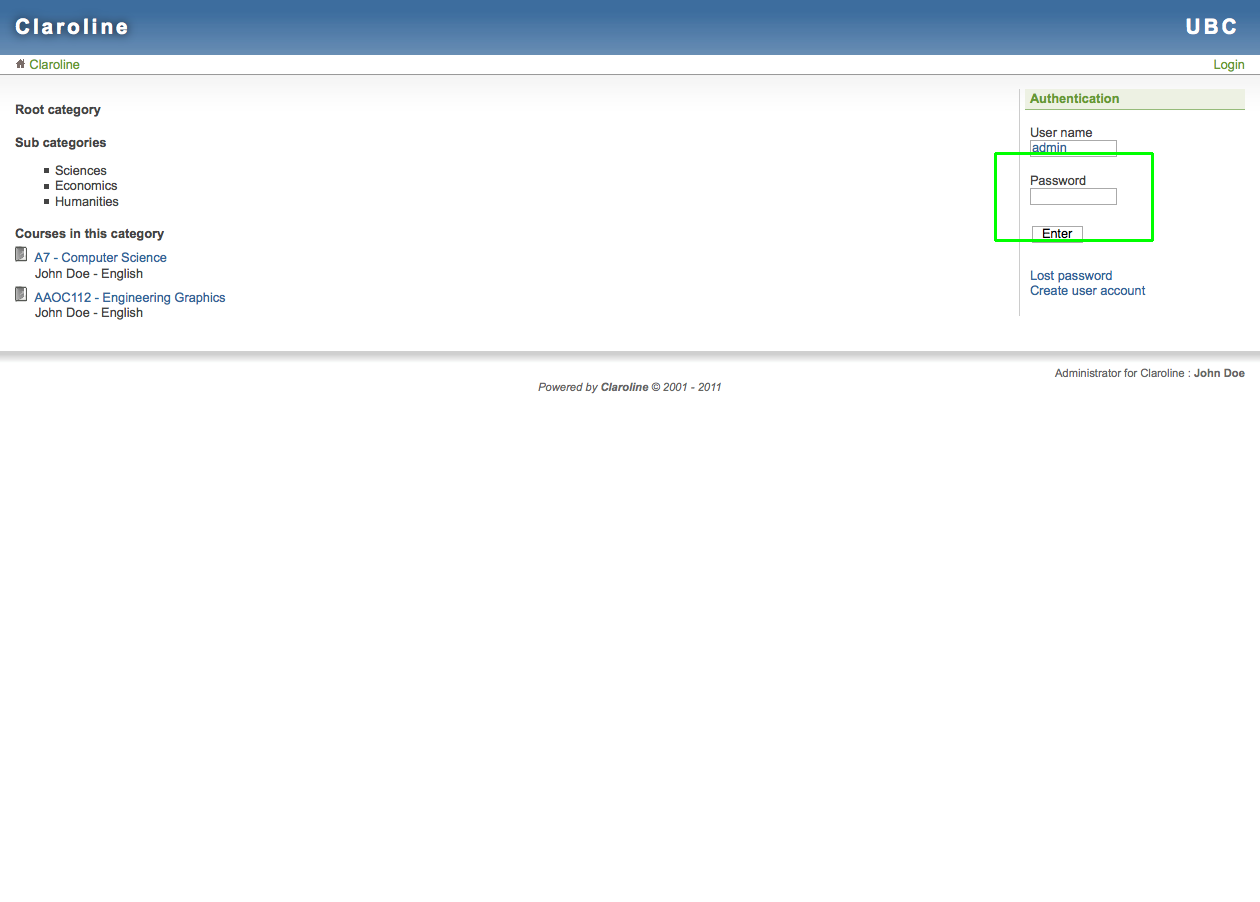 Claroline
UBC
Claroline
Login
Root category
Sub categories
Sciences
Economics
Humanities
Courses in this category
A7 - Computer Science
John Doe - English
AAOC112 - Engineering Graphics
John Doe - English
Authentication
User name
admin
Password
Enter
Lost password
Create user account
Administrator for Claroline : John Doe
Powered by Claroline © 2001 - 2011